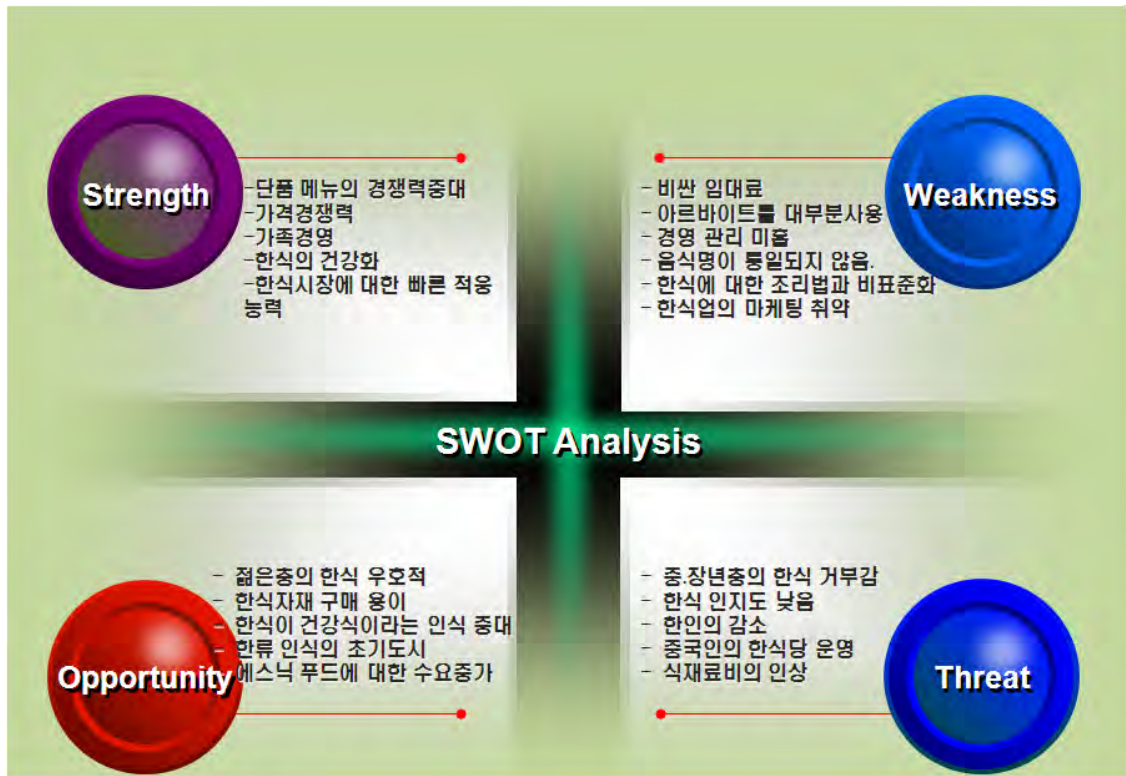 Strength
-단품 메뉴의 경쟁력증대
-가격경쟁력
-가족경영
-한식의 건강화
-한식시장에 대한 빠른 적응
능력
Weakness
- 비싼 임대료
- 아르바이트를 대부분사용
- 경영 관리 미흡
- 음식명이 통일되지 않음.
- 한식에 대한 조리법과 비표준화
- 한식업의 마케팅 취약
SWOT Analysis
Opportunity
- 젊은층의 한식 우호적
- 한식자재 구매 용이
- 한식이 건강식이라는 인식 증대
- 한류 인식의 초기도시
- 에스닉 푸드에 대한 수요증가
Threat
- 중.장년층의 한식 거부감
- 한식 인지도 낮음
- 한인의 감소
- 중국인의 한식당 운영
- 식재료비의 인상